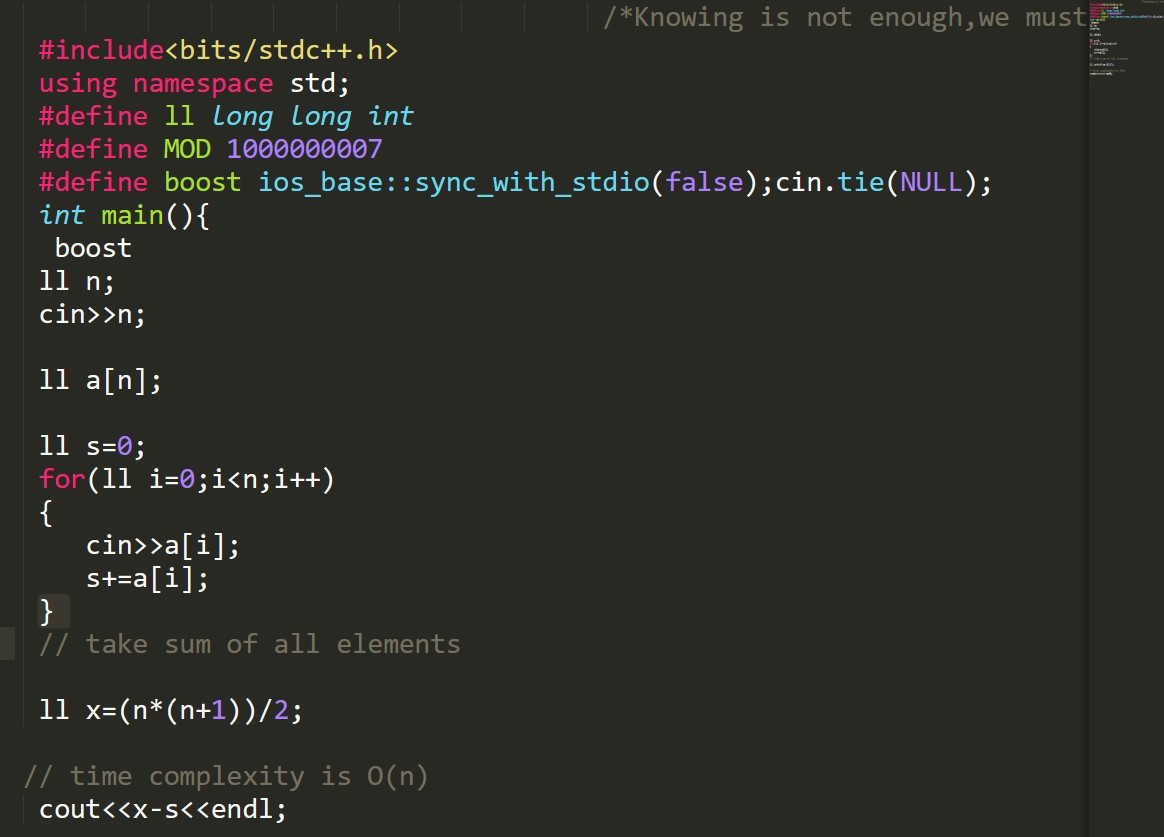 /*Knowing is not enough,we must
#include<bits/stdc++.h>
using namespace std;
#define ll long long int
#define MOD 1000000007
#define boost ios_base::sync_with_stdio(false);cin.tie(NULL);
int main(){
 boost
ll n;
cin>>n;
ll a[n];
ll s=0;
for(ll i=0;i<n;i++)
{
   cin>>a[i];
   s+=a[i];
}
// take sum of all elements
ll x=(n*(n+1))/2;
// time complexity is O(n)
cout<<x-s<<endl;